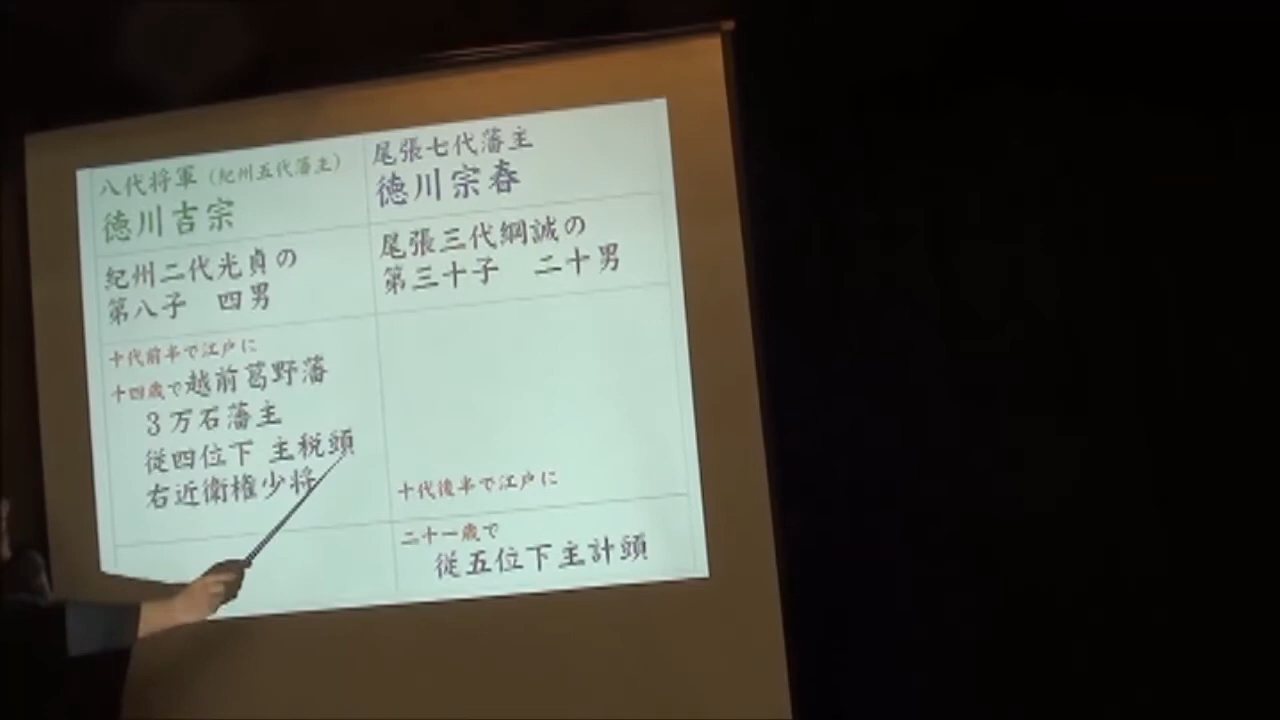 八代将軍（紀州五代藩主）
徳川吉宗
紀州二代光貞の
第八子　四男
十代前半で江戸に
十四歳で越前葛野藩
３万石藩主
従四位下 主税頭
右近衛権少将
尾張七代藩主
徳川宗春
尾張三代綱誠の
第三十子　二十男
十代後半で江戸に
二十一歳で
従五位下主計頭